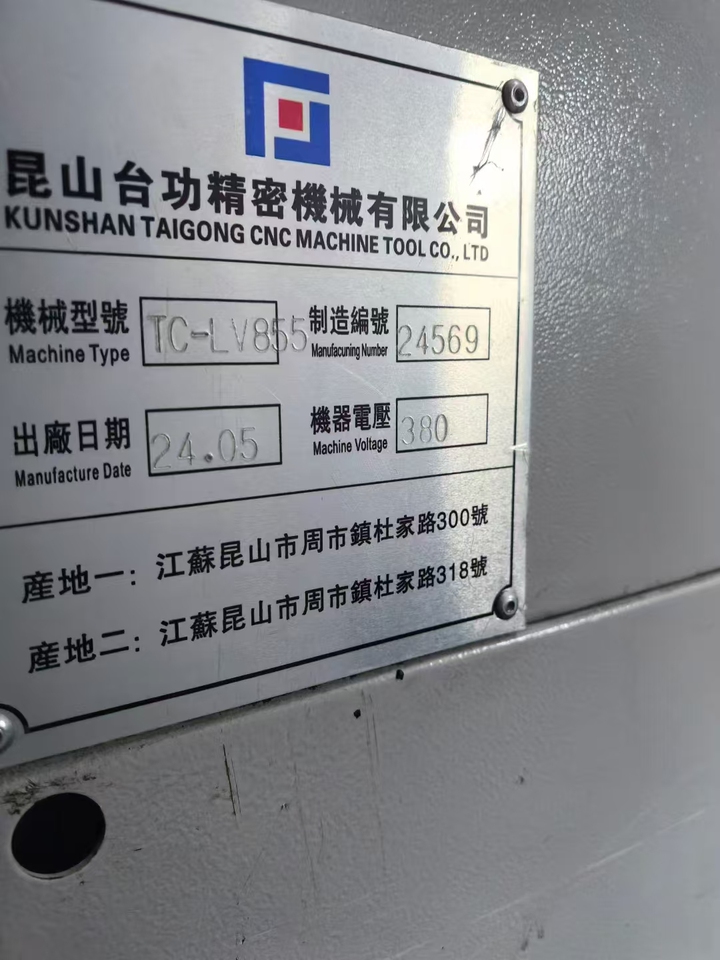 昆山台功精密機械有限公司
KUNSHAN TAIGONG CNC MACHINE TOOL CO., LTD
機械型號 TC-LV855 制造編號 24569
Machine Type Manufacuning Number
出廠日期 24.05 機器電壓 380
Manufacture Date Machine Voltage
産地一: 江蘇昆山市周市鎮杜家路300號
産地二: 江蘇昆山市周市鎮杜家路318號